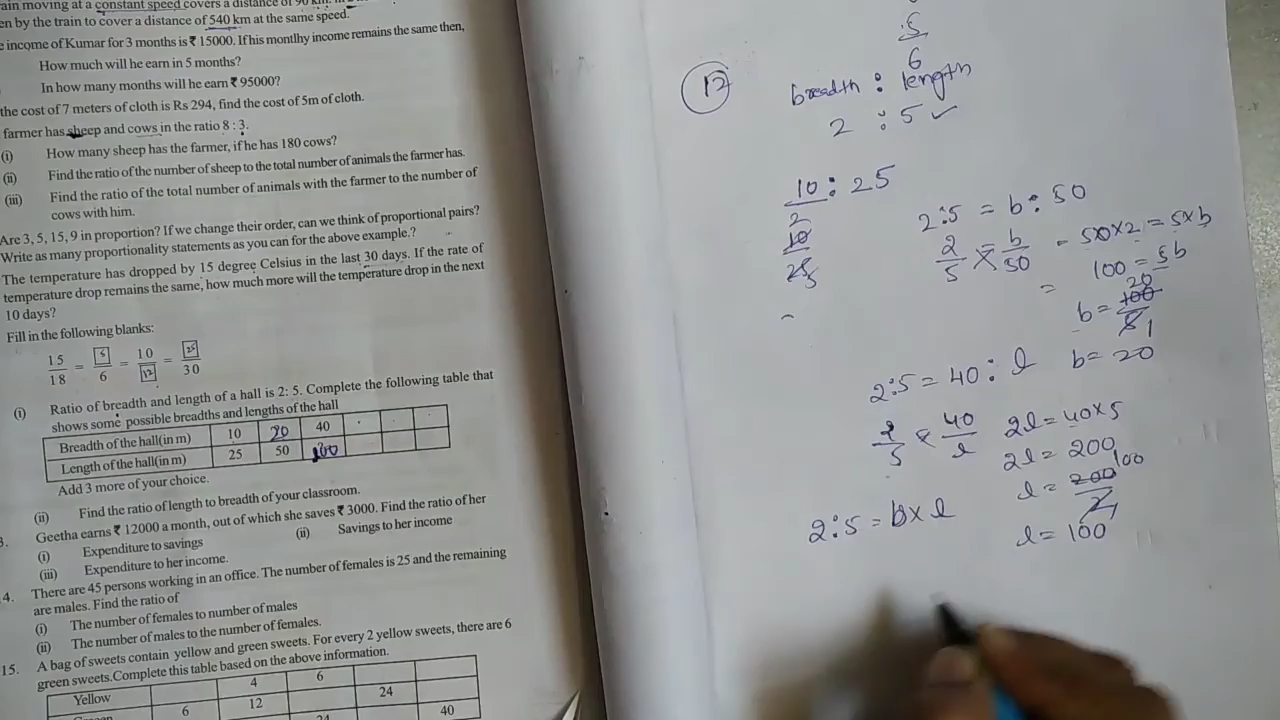 ain moving at a constant speed covers a distance of 90 km.
en by the train to cover a distance of 540 km at the same speed.
e income of Kumar for 3 months is ₹ 15000. If his montlhy income remains the same then,
How much will he earn in 5 months?
In how many months will he earn ₹ 95000?
the cost of 7 meters of cloth is Rs 294, find the cost of 5m of cloth.
farmer has sheep and cows in the ratio 8 : 3.
(i) How many sheep has the farmer, if he has 180 cows?
(ii) Find the ratio of the number of sheep to the total number of animals the farmer has.
(iii) Find the ratio of the total number of animals with the farmer to the number of
cows with him.
Are 3, 5, 15, 9 in proportion? If we change their order, can we think of proportional pairs?
Write as many proportionality statements as you can for the above example.?
The temperature has dropped by 15 degree Celsius in the last 30 days. If the rate of
temperature drop remains the same, how much more will the temperature drop in the next
10 days?
Fill in the following blanks:
15/18 = 5/6 = 10/12 = 25/30
(i) Ratio of breadth and length of a hall is 2: 5. Complete the following table that
shows some possible breadths and lengths of the hall
Breadth of the hall(in m) 10 20 40
Length of the hall(in m) 25 50 100
Add 3 more of your choice.
(ii) Find the ratio of length to breadth of your classroom.
3. Geetha earns ₹ 12000 a month, out of which she saves ₹ 3000. Find the ratio of her
(i) Expenditure to savings (ii) Savings to her income
(iii) Expenditure to her income.
4. There are 45 persons working in an office. The number of females is 25 and the remaining
are males. Find the ratio of
(i) The number of females to number of males
(ii) The number of males to the number of females.
15. A bag of sweets contain yellow and green sweets. For every 2 yellow sweets, there are 6
green sweets.Complete this table based on the above information.
Yellow 4 6
6 12 24 40
5
6
12 breadth : length
2 : 5 ✓
10 : 25
2
10
25 5
2:5 = b:50
2/5 = b/50 - 50×2 = 5×b
= 100 = 5b
20
b = 100/5 1
b = 20
2:5 = 40 : l
2/5 × 40/l 2l = 40×5
2l = 200
l = 200/2 100
l = 100
2:5 = b×l